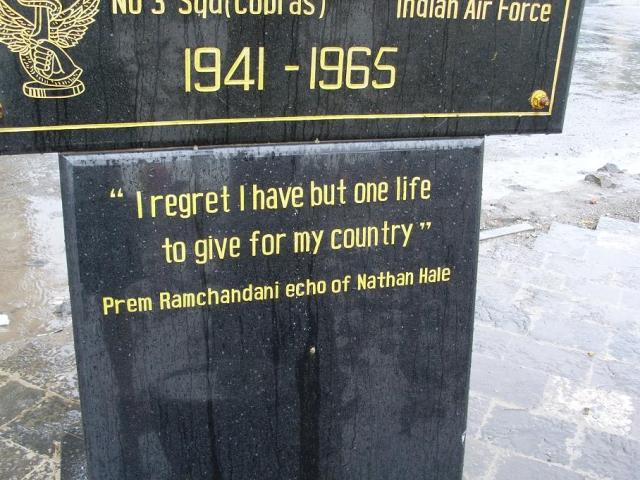 No 3 Sqd(Cobras) Indian Air Force
1941 - 1965
“ I regret I have but one life
to give for my country ”
Prem Ramchandani echo of Nathan Hale